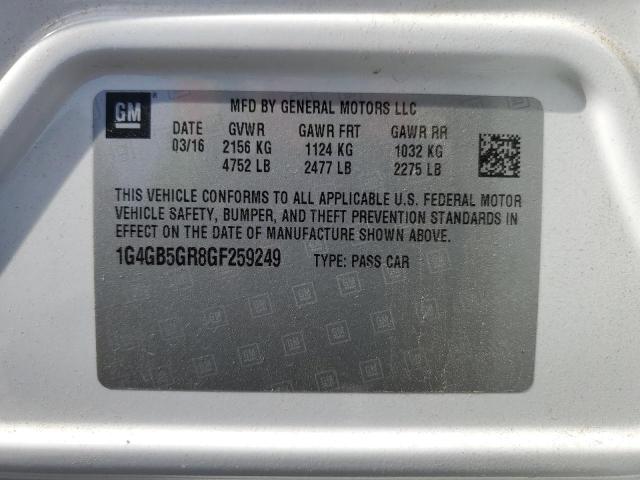 GM MFD BY GENERAL MOTORS LLC
DATE GVWR GAWR FRT GAWR RR
03/16 2156 KG 1124 KG 1032 KG
4752 LB 2477 LB 2275 LB
THIS VEHICLE CONFORMS TO ALL APPLICABLE U.S. FEDERAL MOTOR
VEHICLE SAFETY, BUMPER, AND THEFT PREVENTION STANDARDS IN
EFFECT ON THE DATE OF MANUFACTURE SHOWN ABOVE.
1G4GB5GR8GF259249 TYPE: PASS CAR